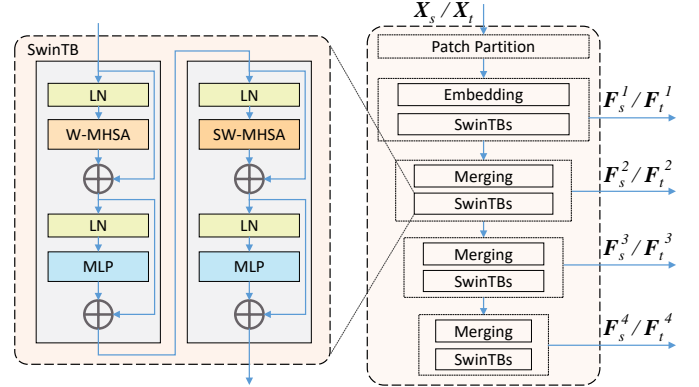 SwinTB
LN
W-MHSA
LN
MLP
LN
SW-MHSA
LN
MLP
X_s / X_t
Patch Partition
Embedding
SwinTBs
F_s^1 / F_t^1
Merging
SwinTBs
F_s^2 / F_t^2
Merging
SwinTBs
F_s^3 / F_t^3
Merging
SwinTBs
F_s^4 / F_t^4